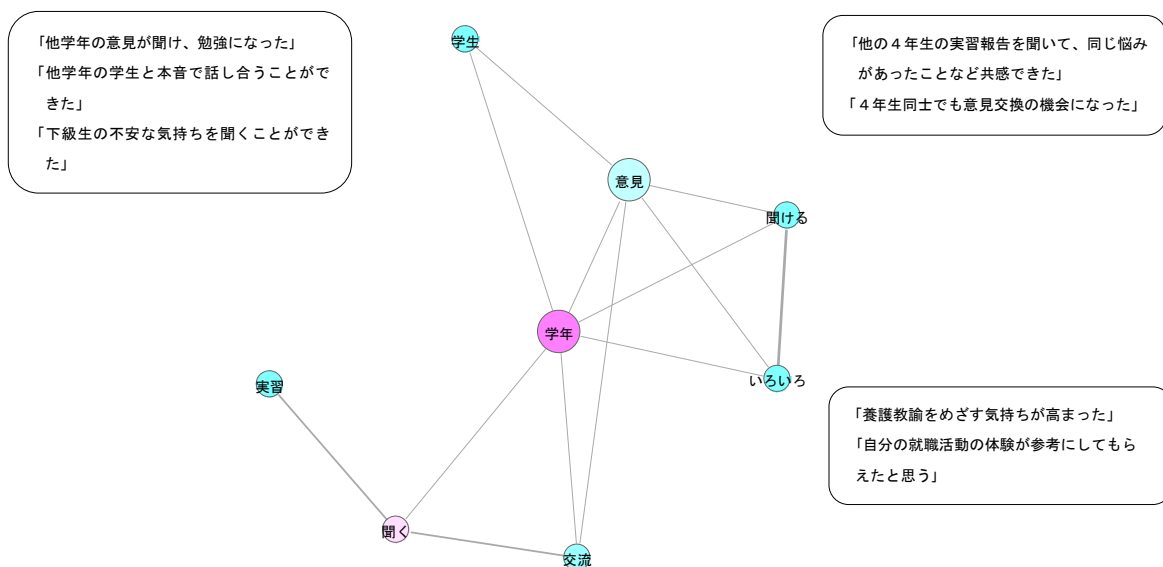 「他学年の意見が聞け、勉強になった」
「他学年の学生と本音で話し合うことがで
きた」
「下級生の不安な気持ちを聞くことができ
た」
「他の４年生の実習報告を聞いて、同じ悩み
があったことなど共感できた」
「４年生同士でも意見交換の機会になった」
学生
意見
聞ける
学年
いろいろ
実習
「養護教諭をめざす気持ちが高まった」
「自分の就職活動の体験が参考にしてもら
えたと思う」
聞く
交流